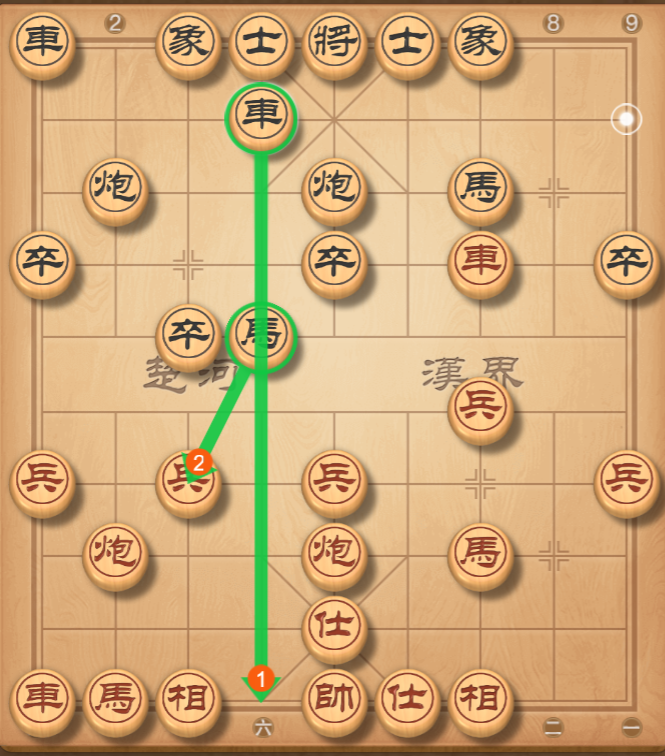 車 2 象 士 將 士 象 8 9
車
炮 炮 馬
卒 卒 車 卒
卒 馬
楚河 漢界
兵
2
兵 兵 兵 兵
炮 炮 馬
仕
1
車 馬 相 帥 仕 相
六 二 一